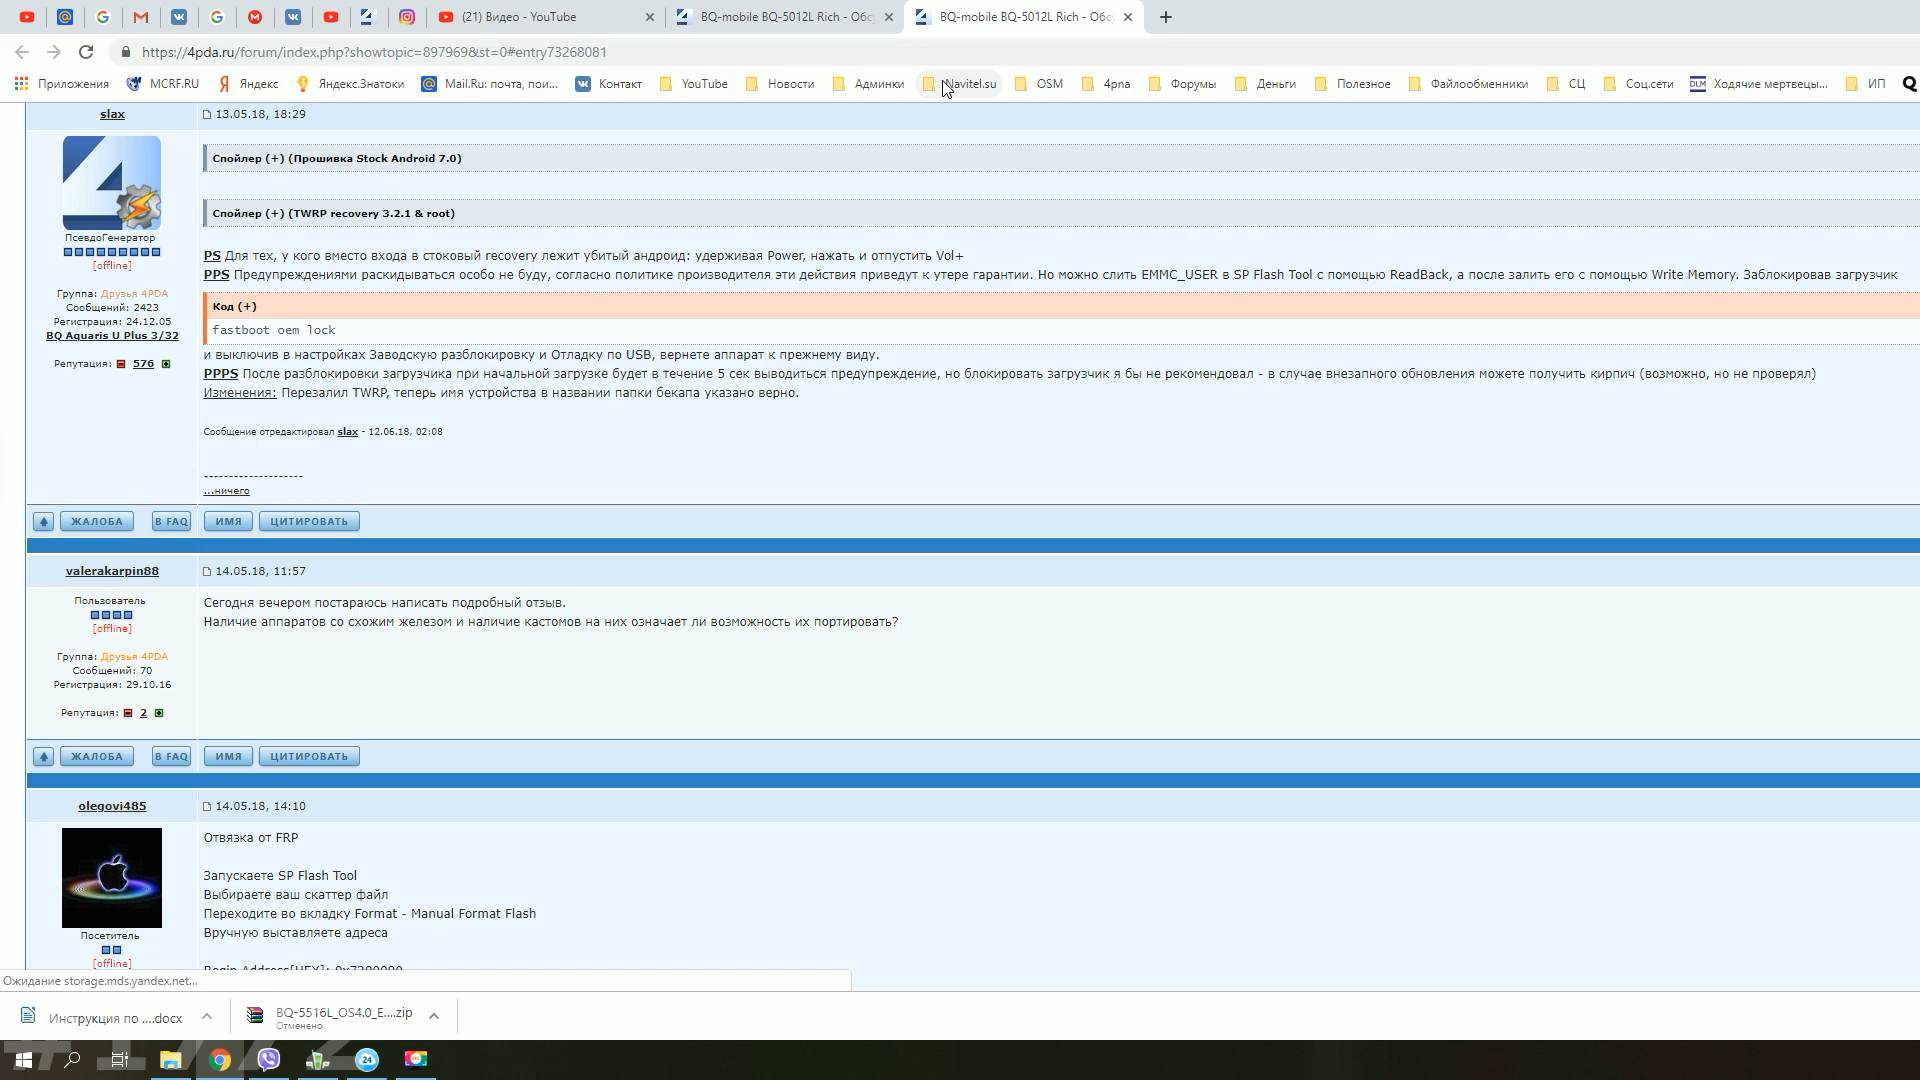 (21) Видео - YouTube
BQ-mobile BQ-5012L Rich - Обс
BQ-mobile BQ-5012L Rich - Обс
https://4pda.ru/forum/index.php?showtopic=897969&st=0#entry73268081
Приложения
MCRF.RU
Яндекс
Яндекс.Знатоки
Mail.Ru: почта, пои...
Контакт
YouTube
Новости
Админки
Navitel.su
OSM
4pna
Форумы
Деньги
Полезное
Файлообменники
СЦ
Соц.сети
Ходячие мертвецы...
ИП
slax
13.05.18, 18:29
Спойлер (+) (Прошивка Stock Android 7.0)
Спойлер (+) (TWRP recovery 3.2.1 & root)
ПсевдоГенератор
[offline]
Группа: Друзья 4PDA
Сообщений: 2423
Регистрация: 24.12.05
BQ Aquaris U Plus 3/32
Репутация: 576
PS Для тех, у кого вместо входа в стоковый recovery лежит убитый андроид: удерживая Power, нажать и отпустить Vol+
PPS Предупреждениями раскидываться особо не буду, согласно политике производителя эти действия приведут к утере гарантии. Но можно слить EMMC_USER в SP Flash Tool с помощью ReadBack, а после залить его с помощью Write Memory. Заблокировав загрузчик
Код (+)
fastboot oem lock
и выключив в настройках Заводскую разблокировку и Отладку по USB, вернете аппарат к прежнему виду.
PPPS После разблокировки загрузчика при начальной загрузке будет в течение 5 сек выводиться предупреждение, но блокировать загрузчик я бы не рекомендовал - в случае внезапного обновления можете получить кирпич (возможно, но не проверял)
Изменения: Перезалил TWRP, теперь имя устройства в названии папки бекапа указано верно.
Сообщение отредактировал slax - 12.06.18, 02:08
--------------------
...ничего
ЖАЛОБА
В FAQ
ИМЯ
ЦИТИРОВАТЬ
valerakarpin88
14.05.18, 11:57
Пользователь
[offline]
Группа: Друзья 4PDA
Сообщений: 70
Регистрация: 29.10.16
Репутация: 2
Сегодня вечером постараюсь написать подробный отзыв.
Наличие аппаратов со схожим железом и наличие кастомов на них означает ли возможность их портировать?
ЖАЛОБА
В FAQ
ИМЯ
ЦИТИРОВАТЬ
olegovi485
14.05.18, 14:10
Посетитель
[offline]
Отвязка от FRP
Запускаете SP Flash Tool
Выбираете ваш скаттер файл
Переходите во вкладку Format - Manual Format Flash
Вручную выставляете адреса
Ожидание storage.mds.yandex.net...
Инструкция по ....docx
BQ-5516L_OS4.0_E....zip
Отменено
24